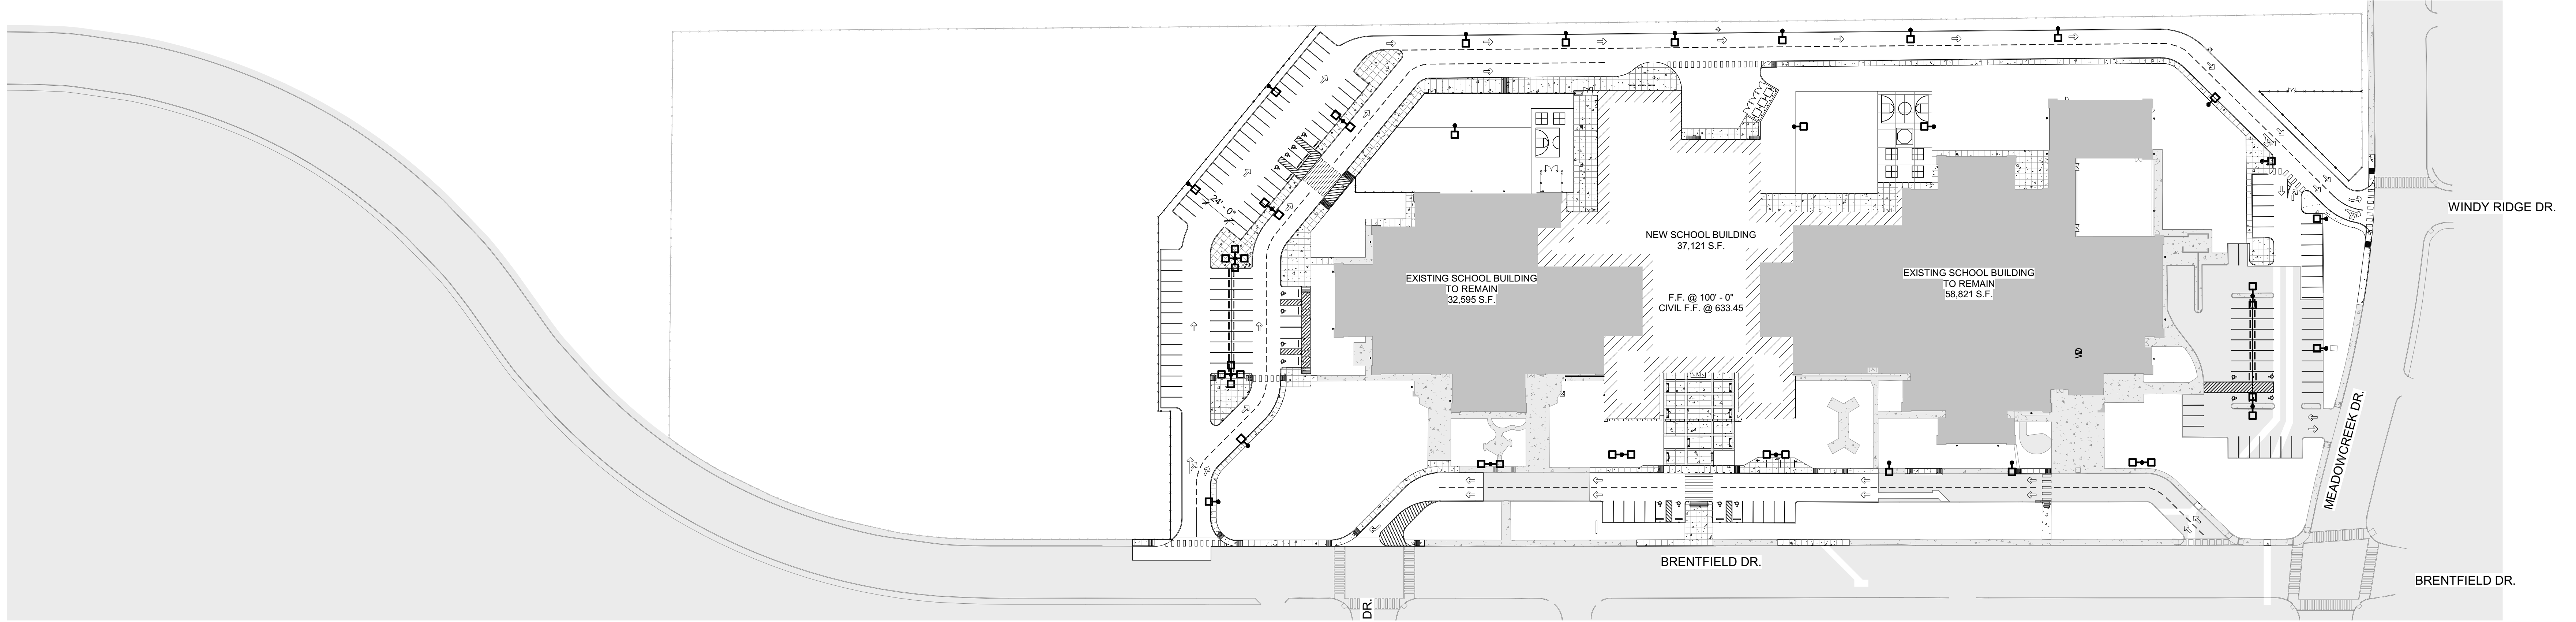 24' - 0"
WINDY RIDGE DR.
NEW SCHOOL BUILDING
37,121 S.F.
EXISTING SCHOOL BUILDING
TO REMAIN
32,595 S.F.
EXISTING SCHOOL BUILDING
TO REMAIN
58,821 S.F.
F.F. @ 100' - 0"
CIVIL F.F. @ 633.45
MEADOWCREEK DR.
BRENTFIELD DR.
BRENTFIELD DR.
DR.